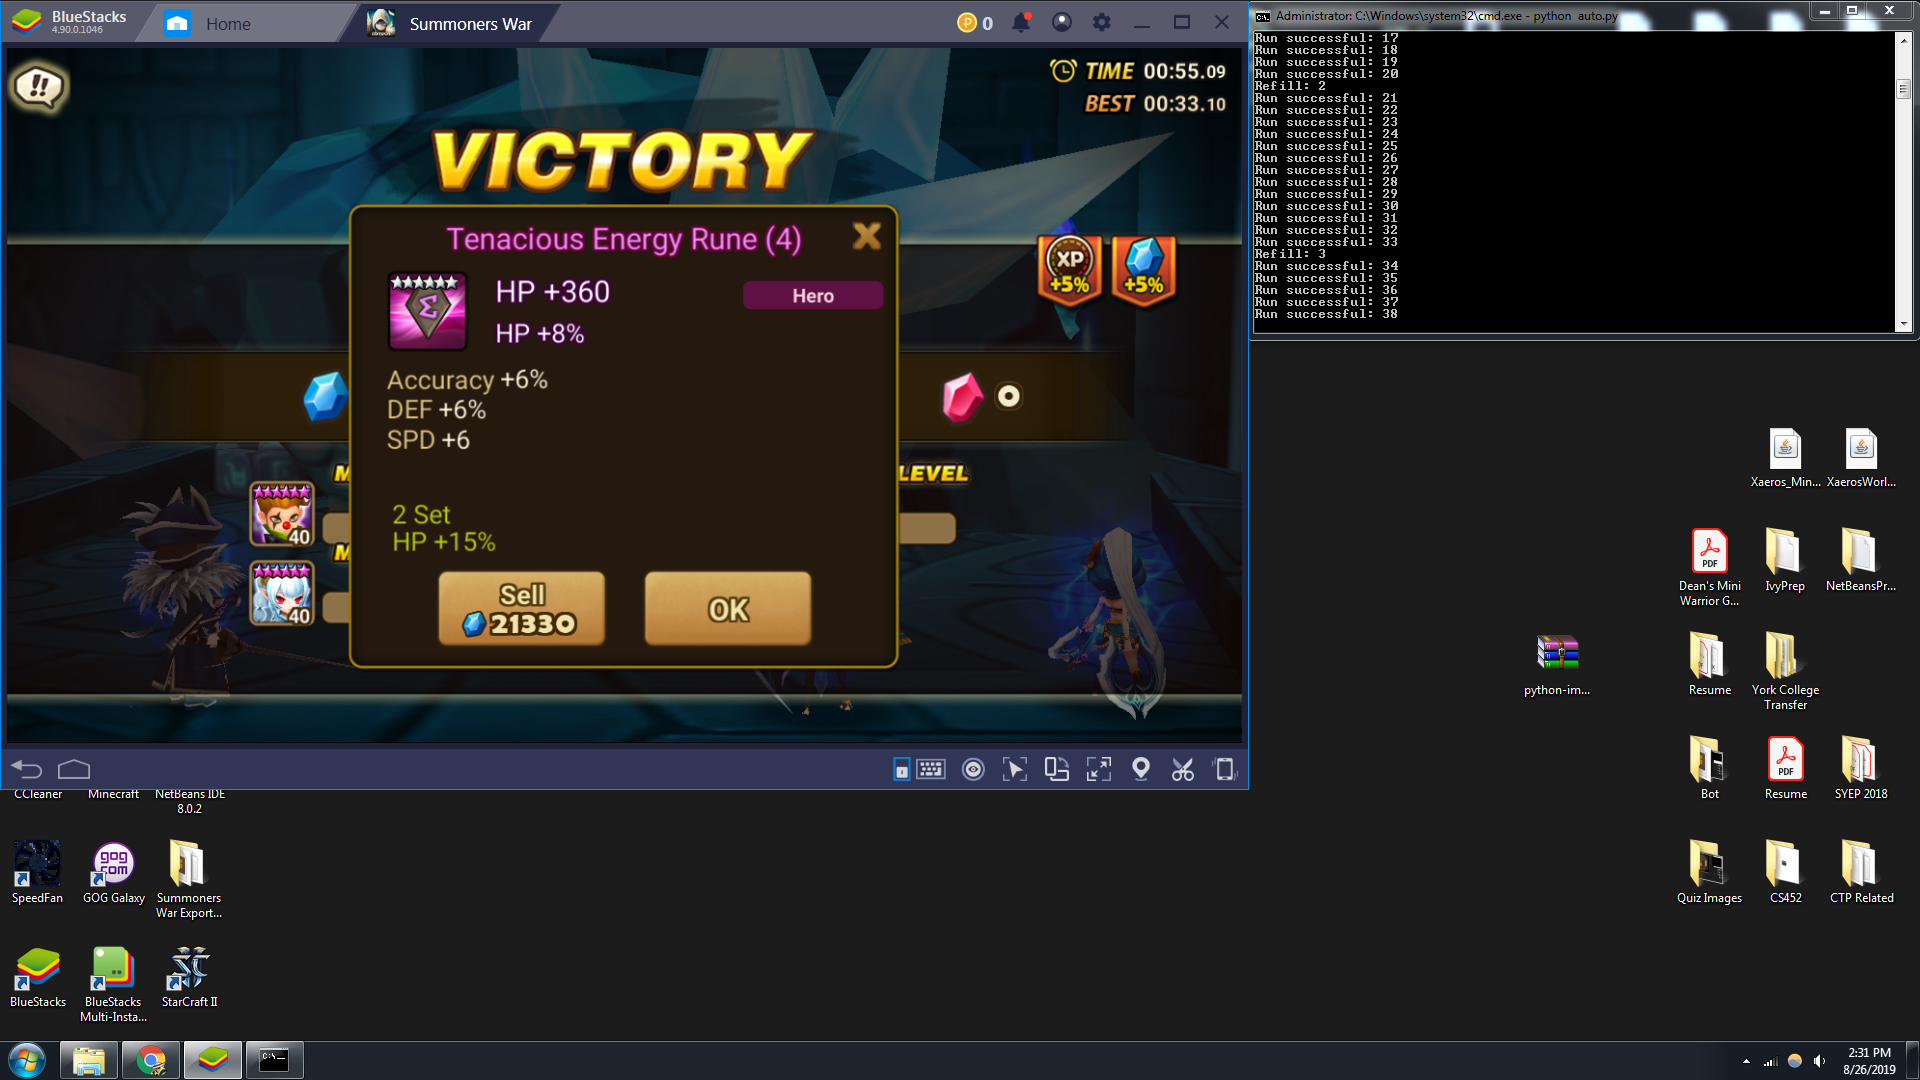 BlueStacks
4.90.0.1046
Home
Summoners War
0
TIME 00:55.09
BEST 00:33.10
VICTORY
Tenacious Energy Rune (4)
HP +360
Hero
HP +8%
Accuracy +6%
DEF +6%
SPD +6
2 Set
HP +15%
Sell
21330
OK
XP
+5%
+5%
LEVEL
40
40
Administrator: C:\Windows\system32\cmd.exe - python auto.py
Run successful: 17
Run successful: 18
Run successful: 19
Run successful: 20
Refill: 2
Run successful: 21
Run successful: 22
Run successful: 23
Run successful: 24
Run successful: 25
Run successful: 26
Run successful: 27
Run successful: 28
Run successful: 29
Run successful: 30
Run successful: 31
Run successful: 32
Run successful: 33
Refill: 3
Run successful: 34
Run successful: 35
Run successful: 36
Run successful: 37
Run successful: 38
Xaeros_Min...
XaerosWorl...
PDF
Dean's Mini
Warrior G...
IvyPrep
NetBeansPr...
python-im...
Resume
York College
Transfer
Bot
PDF
Resume
SYEP 2018
Quiz Images
CS452
CTP Related
CCleaner
Minecraft
NetBeans IDE
8.0.2
SpeedFan
gog
com
GOG Galaxy
Summoners
War Export...
BlueStacks
BlueStacks
Multi-Insta...
StarCraft II
2:31 PM
8/26/2019